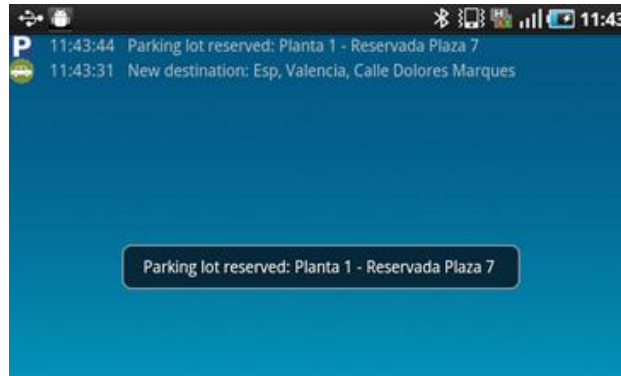 11:43
P 11:43:44 Parking lot reserved: Planta 1 - Reservada Plaza 7
11:43:31 New destination: Esp, Valencia, Calle Dolores Marques
Parking lot reserved: Planta 1 - Reservada Plaza 7